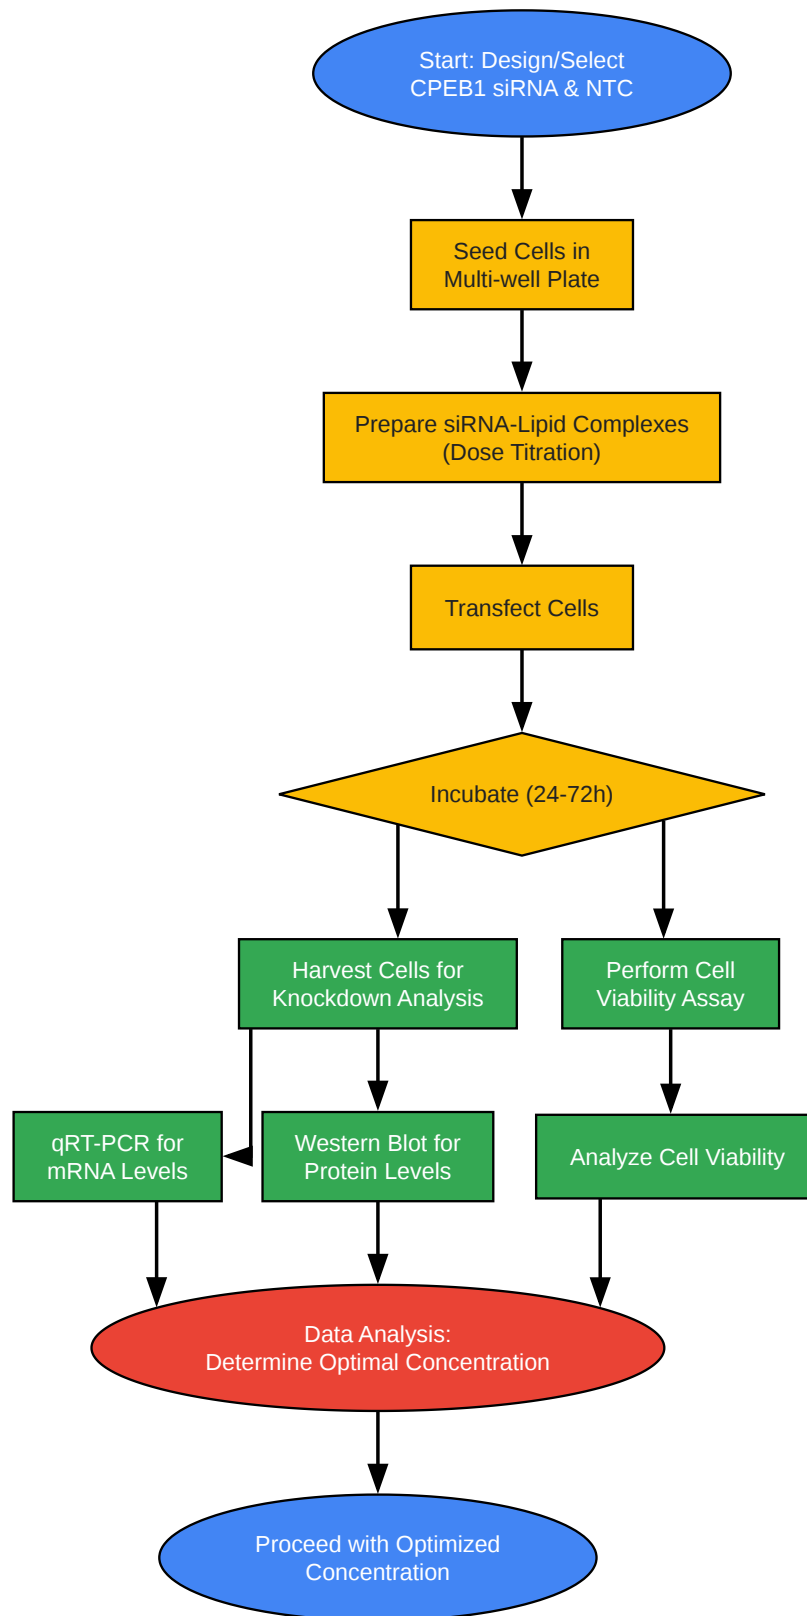 Start: Design/Select
CPEB1 siRNA & NTC
Seed Cells in
Multi-well Plate
Prepare siRNA-Lipid Complexes
(Dose Titration)
Transfect Cells
Incubate (24-72h)
Harvest Cells for
Knockdown Analysis
Perform Cell
Viability Assay
qRT-PCR for
mRNA Levels
Western Blot for
Protein Levels
Analyze Cell Viability
Data Analysis:
Determine Optimal Concentration
Proceed with Optimized
Concentration